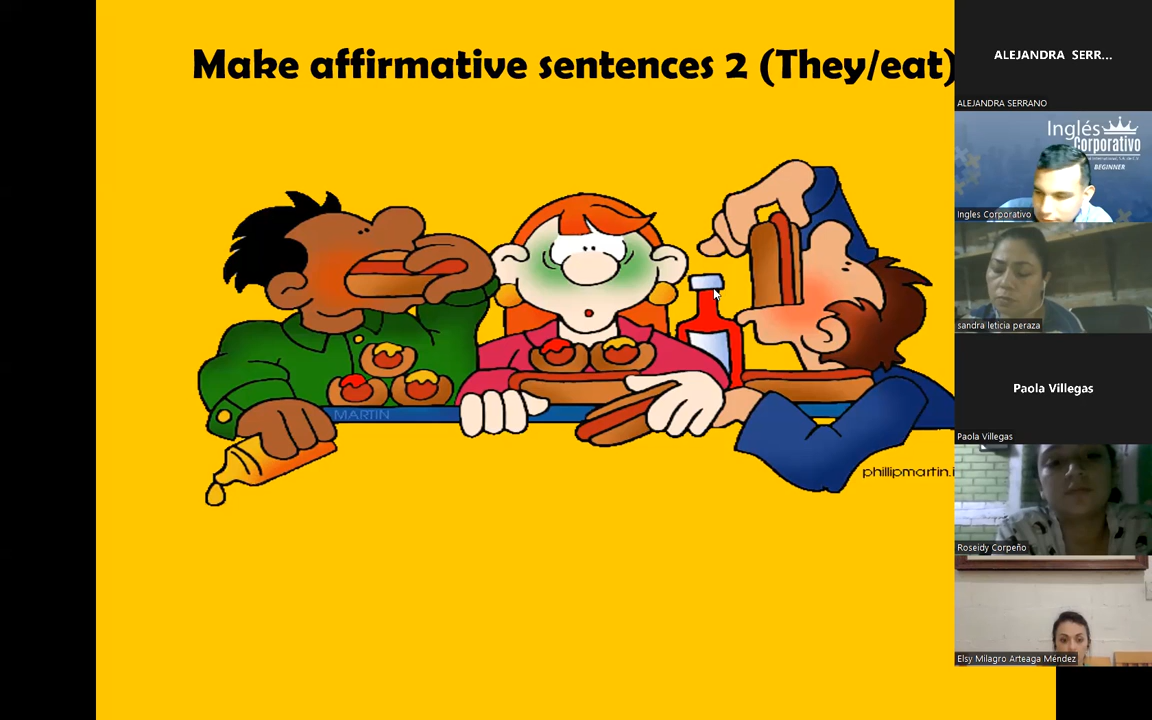 Make affirmative sentences 2 (They/eat)
MARTIN
phillipmartin.i
ALEJANDRA SERR...
ALEJANDRA SERRANO
Inglés
Corporativo
BEGINNER
Ingles Corporativo
sandra leticia peraza
Paola Villegas
Paola Villegas
Roseidy Corpeño
Elsy Milagro Arteaga Méndez